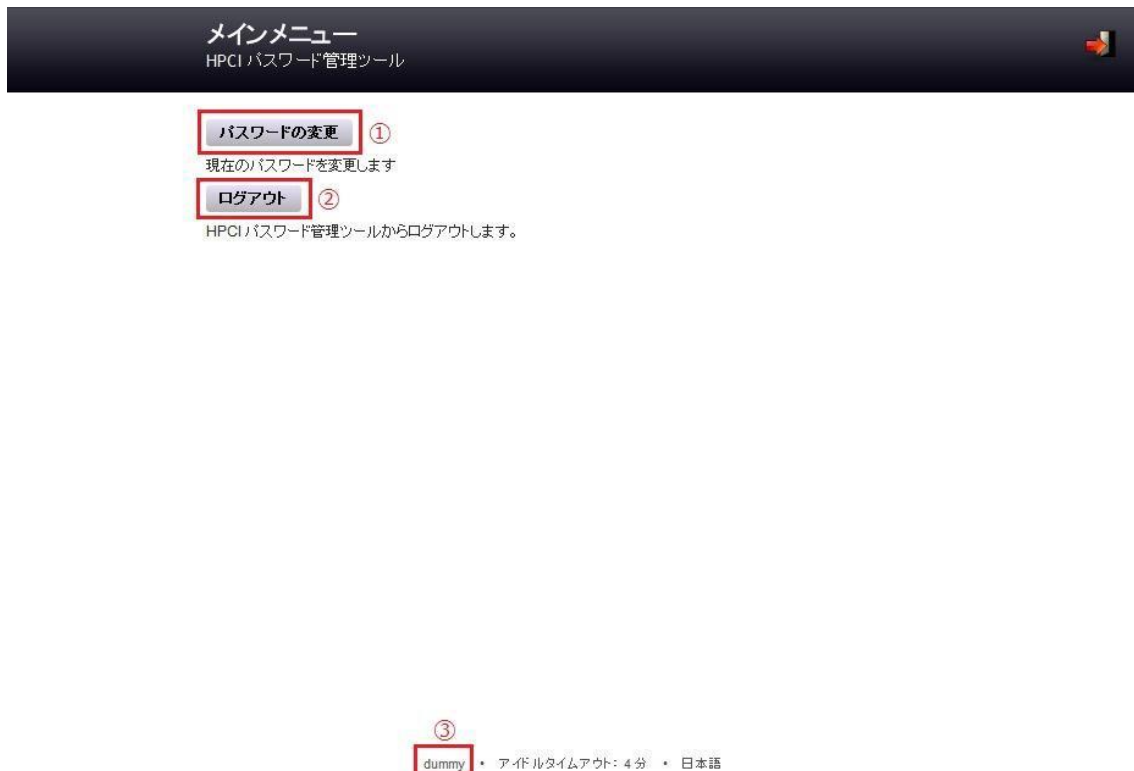 メインメニュー
HPCI パスワード管理ツール
パスワードの変更 ①
現在のパスワードを変更します
ログアウト ②
HPCI パスワード管理ツールからログアウトします。
③
dummy • アイドルタイムアウト: 4 分 • 日本語